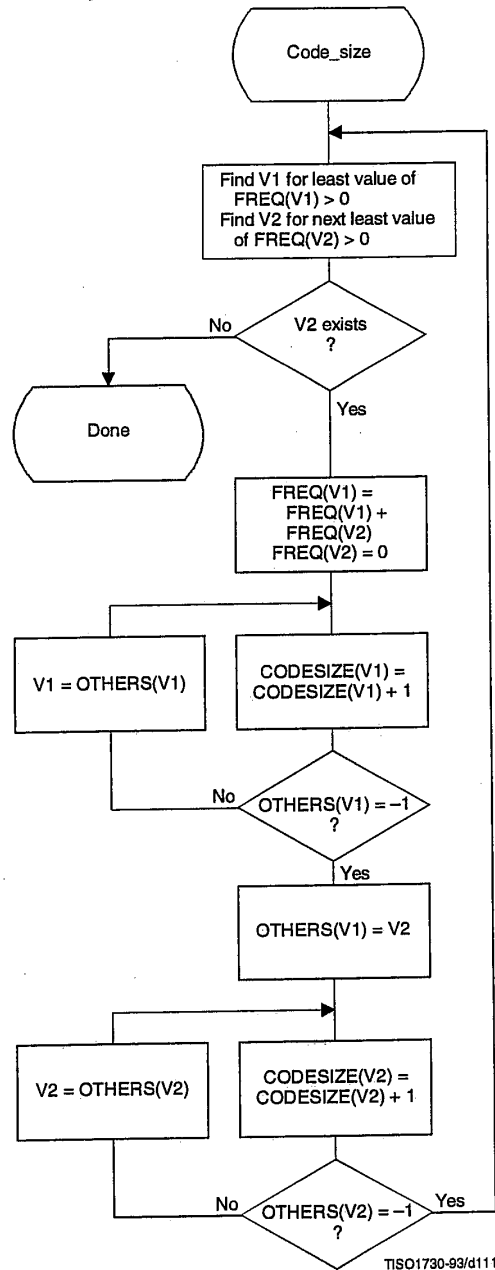 Code_size
Find V1 for least value of
FREQ(V1) > 0
Find V2 for next least value
of FREQ(V2) > 0
V2 exists
?
No
Yes
Done
FREQ(V1) =
FREQ(V1) +
FREQ(V2)
FREQ(V2) = 0
V1 = OTHERS(V1)
CODESIZE(V1) =
CODESIZE(V1) + 1
No
OTHERS(V1) = –1
?
Yes
OTHERS(V1) = V2
V2 = OTHERS(V2)
CODESIZE(V2) =
CODESIZE(V2) + 1
No
OTHERS(V2) = –1
?
Yes
TISO1730-93/d111